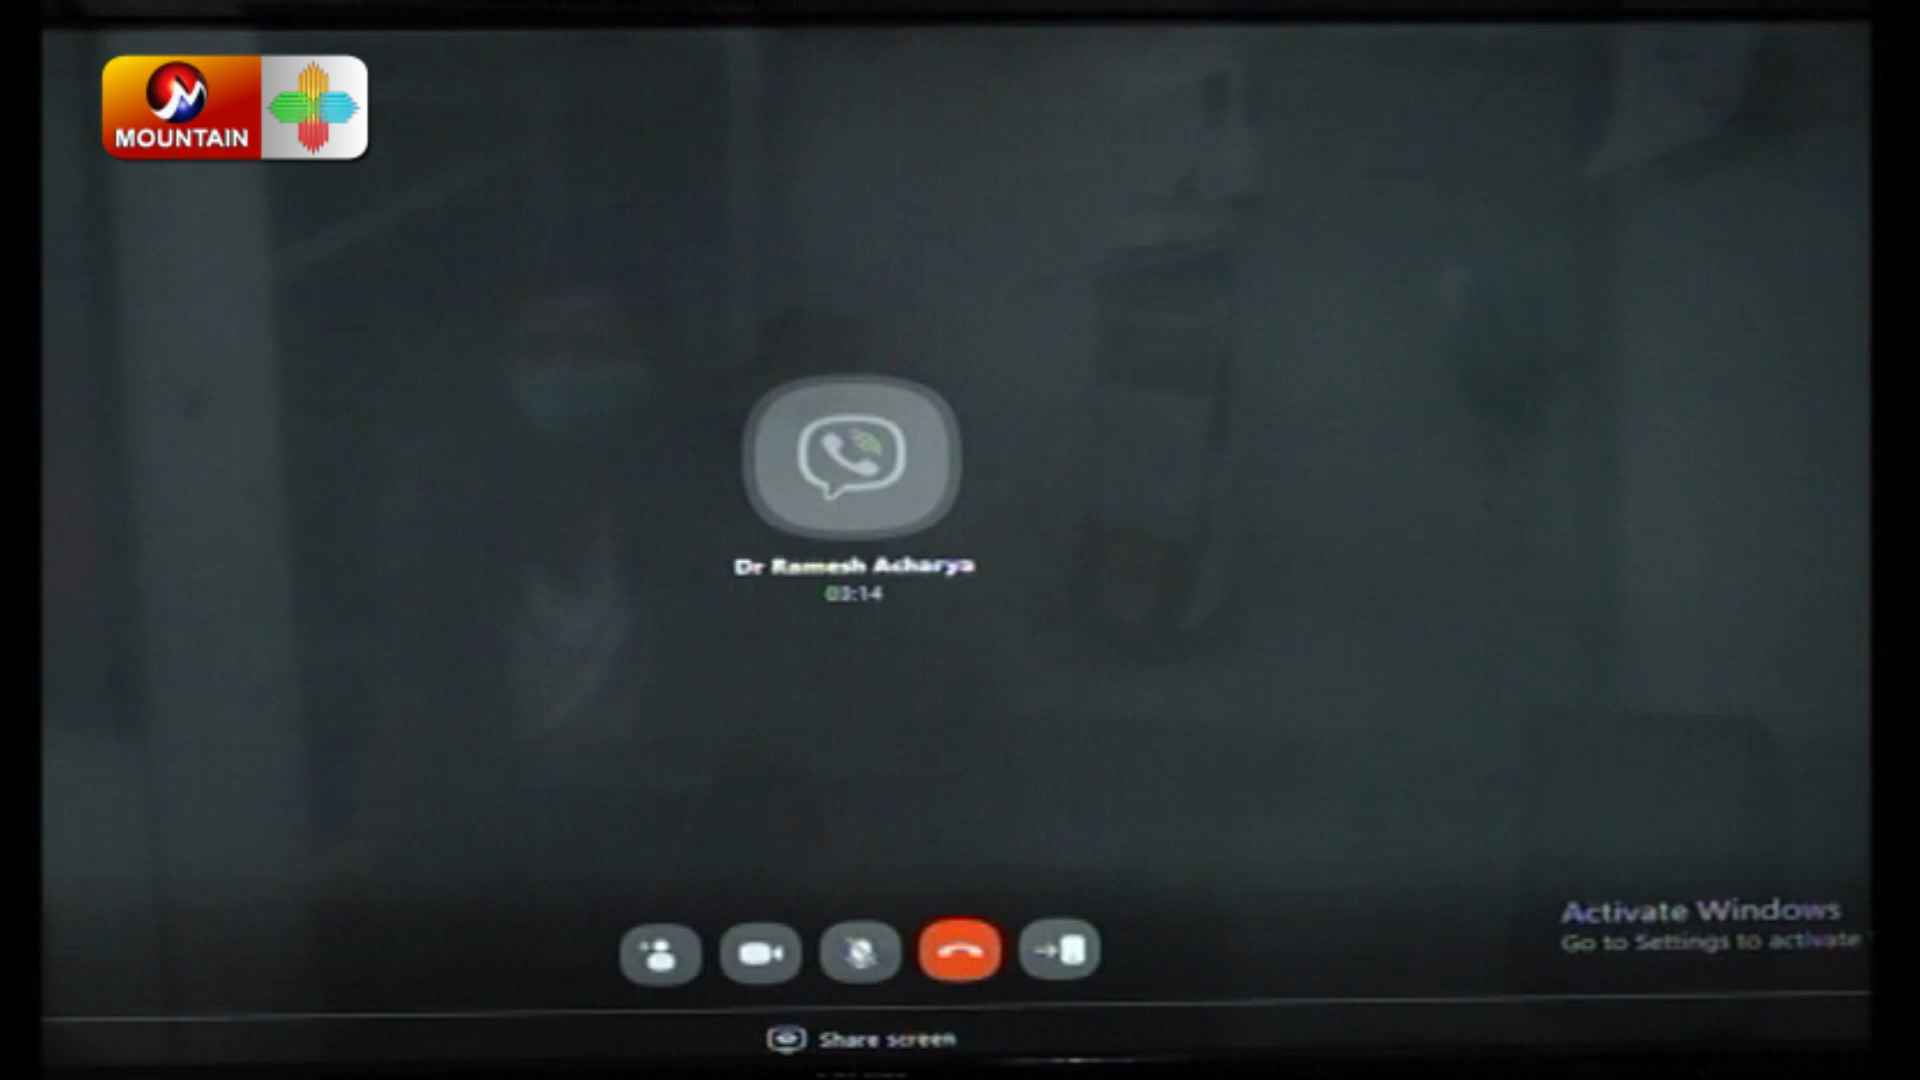 MOUNTAIN
Dr Ramesh Acharya
03:14
Activate Windows
Go to Settings to activate
Share screen